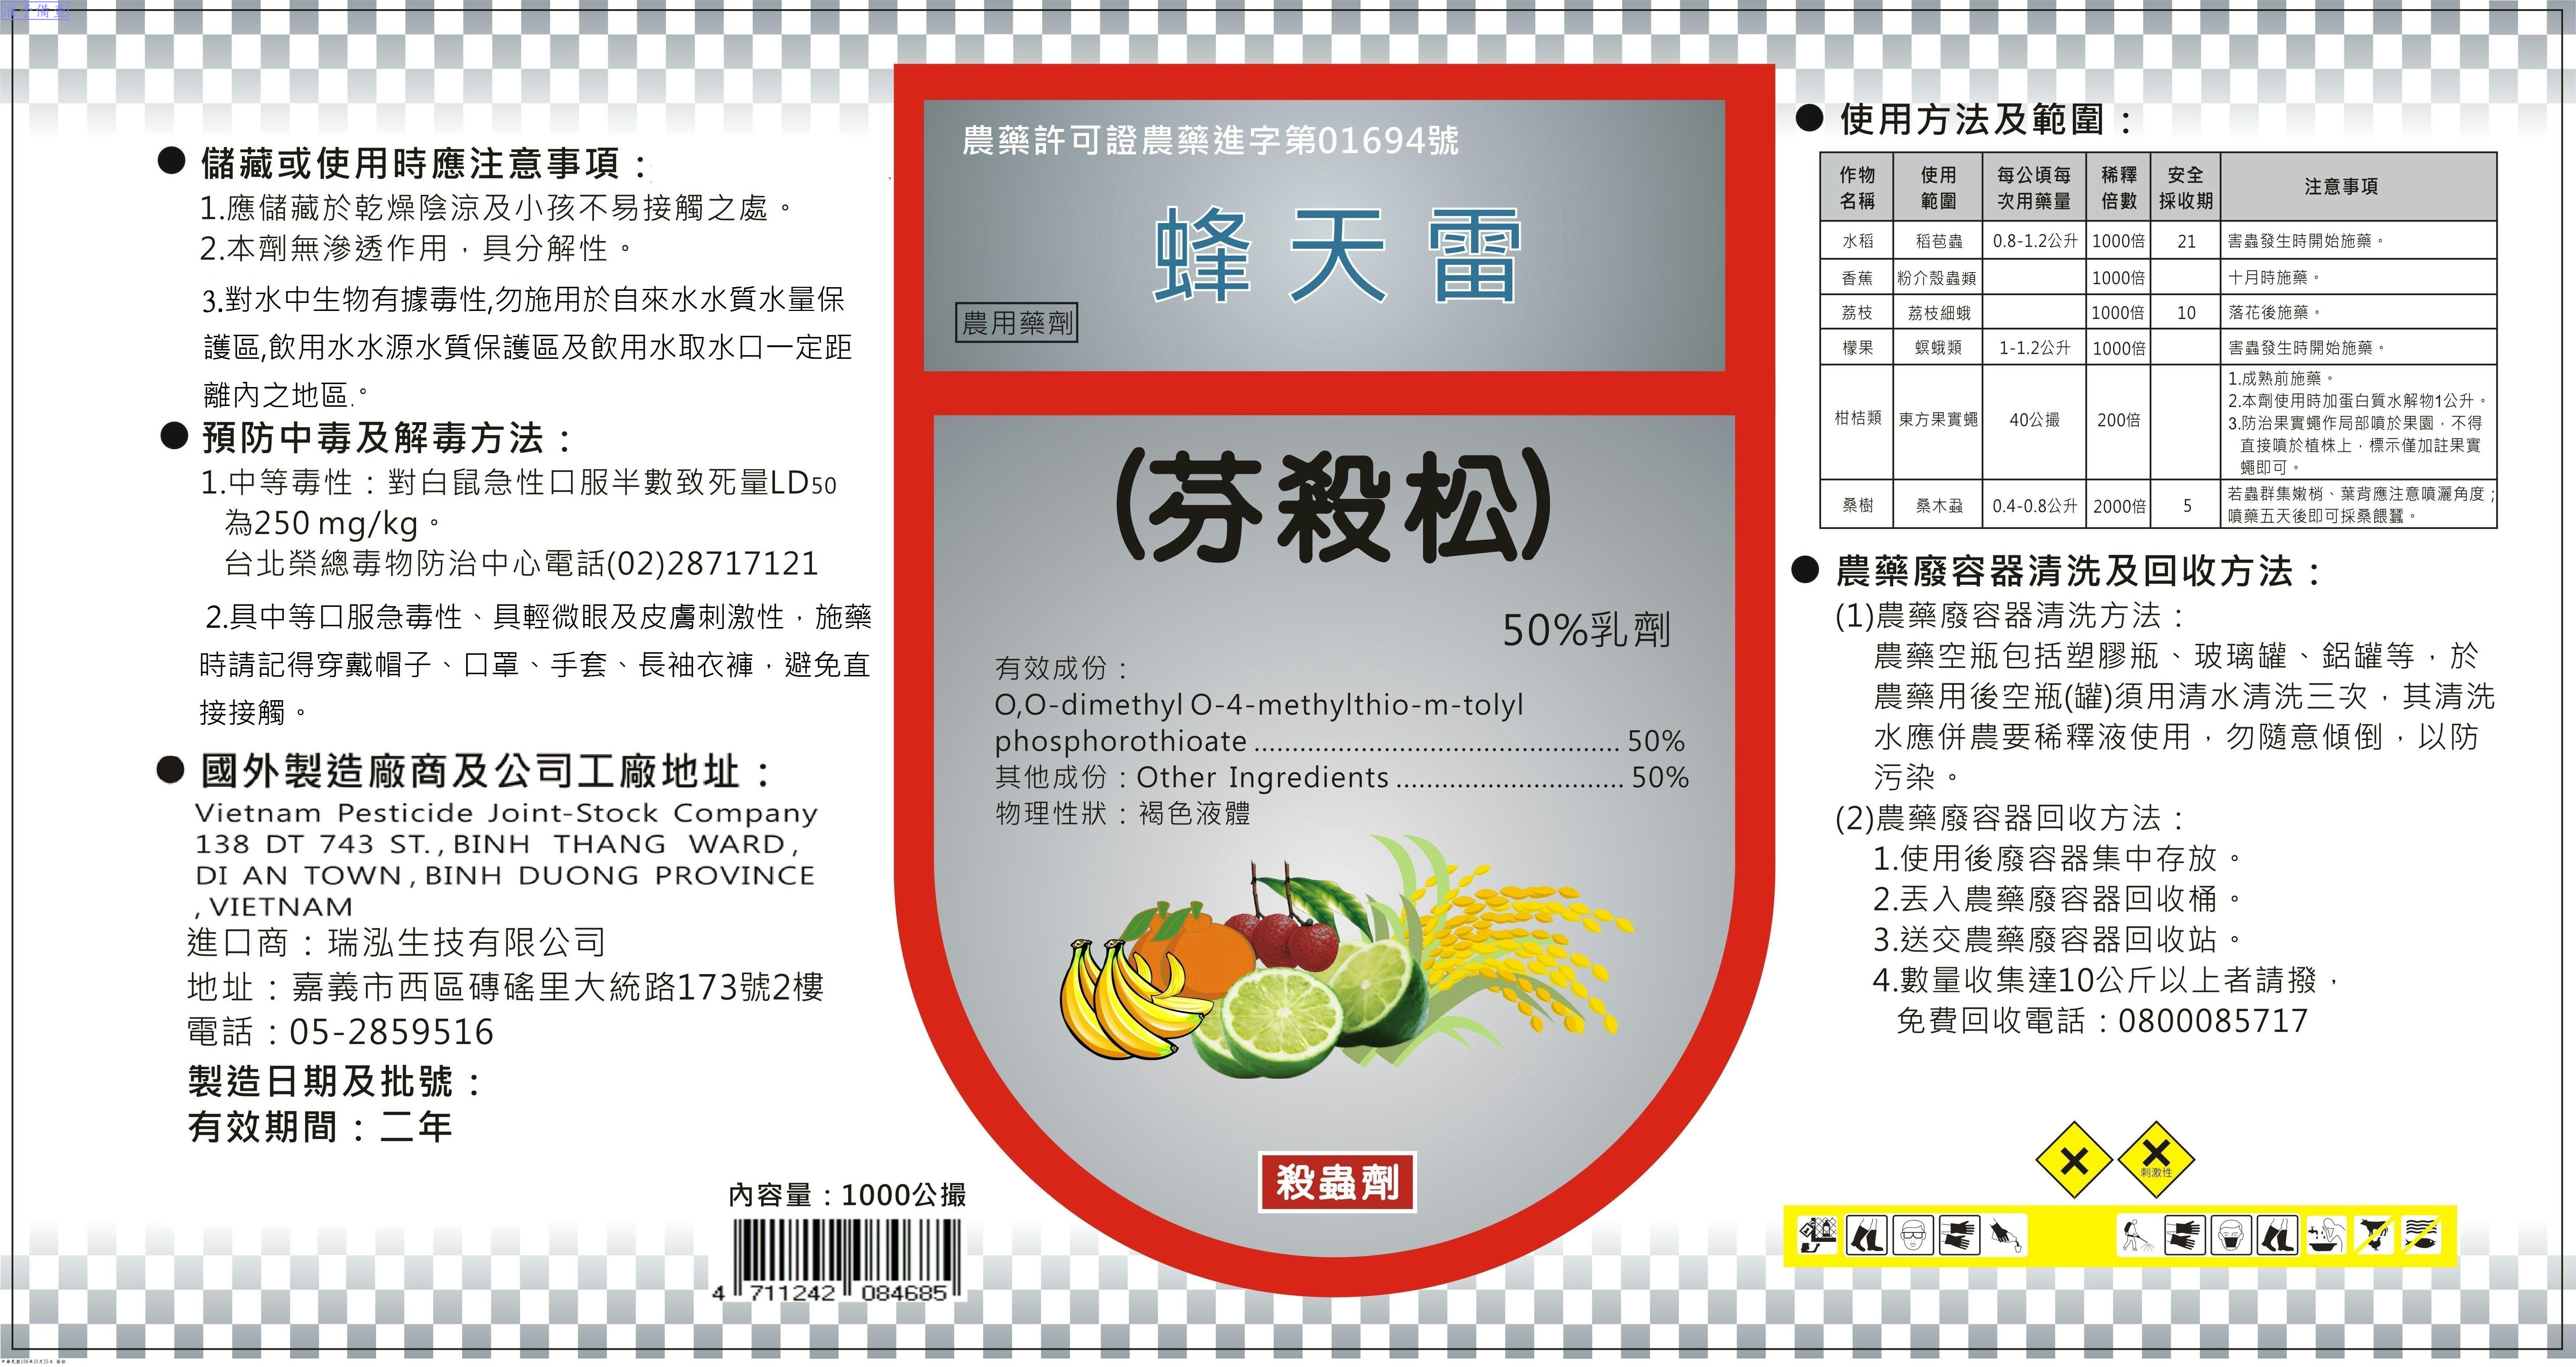 准予備查
儲藏或使用時應注意事項：
1.應儲藏於乾燥陰涼及小孩不易接觸之處。
2.本劑無滲透作用，具分解性。
3.對水中生物有據毒性,勿施用於自來水水質水量保
護區,飲用水水源水質保護區及飲用水取水口一定距
離內之地區.。
預防中毒及解毒方法：
1.中等毒性：對白鼠急性口服半數致死量LD50
為250 mg/kg。
台北榮總毒物防治中心電話(02)28717121
2.具中等口服急毒性、具輕微眼及皮膚刺激性，施藥
時請記得穿戴帽子、口罩、手套、長袖衣褲，避免直
接接觸。
國外製造廠商及公司工廠地址：
Vietnam Pesticide Joint-Stock Company
138 DT 743 ST., BINH THANG WARD,
DI AN TOWN, BINH DUONG PROVINCE
, VIETNAM
進口商：瑞泓生技有限公司
地址：嘉義市西區磚磘里大統路173號2樓
電話：05-2859516
製造日期及批號：
有效期間：二年
內容量：1000公撮
4 711242 084685
農藥許可證農藥進字第01694號
蜂天雷
農用藥劑
(芬殺松)
50%乳劑
有效成份：
O,O-dimethyl O-4-methylthio-m-tolyl
phosphorothioate ................................................ 50%
其他成份：Other Ingredients .............................. 50%
物理性狀：褐色液體
殺蟲劑
使用方法及範圍：
作物名稱 使用範圍 每公頃每次用藥量 稀釋倍數 安全採收期 注意事項
水稻 稻苞蟲 0.8-1.2公升 1000倍 21 害蟲發生時開始施藥。
香蕉 粉介殼蟲類 1000倍 十月時施藥。
荔枝 荔枝細蛾 1000倍 10 落花後施藥。
檬果 螟蛾類 1-1.2公升 1000倍 害蟲發生時開始施藥。
柑桔類 東方果實蠅 40公撮 200倍 1.成熟前施藥。
2.本劑使用時加蛋白質水解物1公升。
3.防治果實蠅作局部噴於果園，不得
直接噴於植株上，標示僅加註果實
蠅即可。
桑樹 桑木蝨 0.4-0.8公升 2000倍 5 若蟲群集嫩梢、葉背應注意噴灑角度；
噴藥五天後即可採桑餵蠶。
農藥廢容器清洗及回收方法：
(1)農藥廢容器清洗方法：
農藥空瓶包括塑膠瓶、玻璃罐、鋁罐等，於
農藥用後空瓶(罐)須用清水清洗三次，其清洗
水應併農要稀釋液使用，勿隨意傾倒，以防
污染。
(2)農藥廢容器回收方法：
1.使用後廢容器集中存放。
2.丟入農藥廢容器回收桶。
3.送交農藥廢容器回收站。
4.數量收集達10公斤以上者請撥，
免費回收電話：0800085717
刺激性